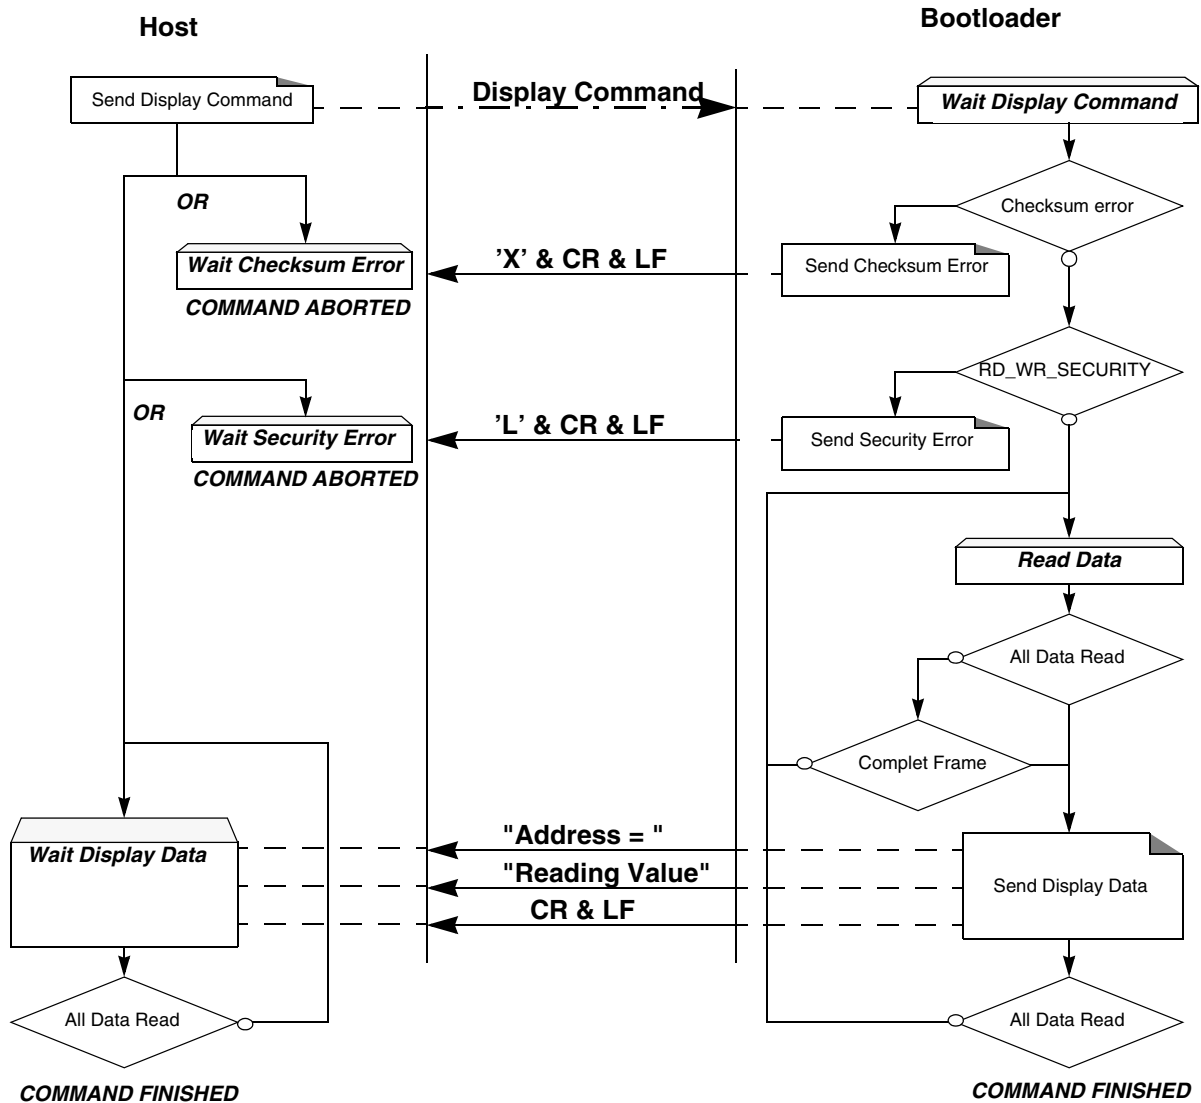 Host
Bootloader
Send Display Command
Display Command
Wait Display Command
OR
Checksum error
Wait Checksum Error
’X’ & CR & LF
Send Checksum Error
COMMAND ABORTED
RD_WR_SECURITY
OR
Wait Security Error
’L’ & CR & LF
Send Security Error
COMMAND ABORTED
Read Data
All Data Read
Complet Frame
Wait Display Data
"Address = "
"Reading Value"
CR & LF
Send Display Data
All Data Read
All Data Read
COMMAND FINISHED
COMMAND FINISHED